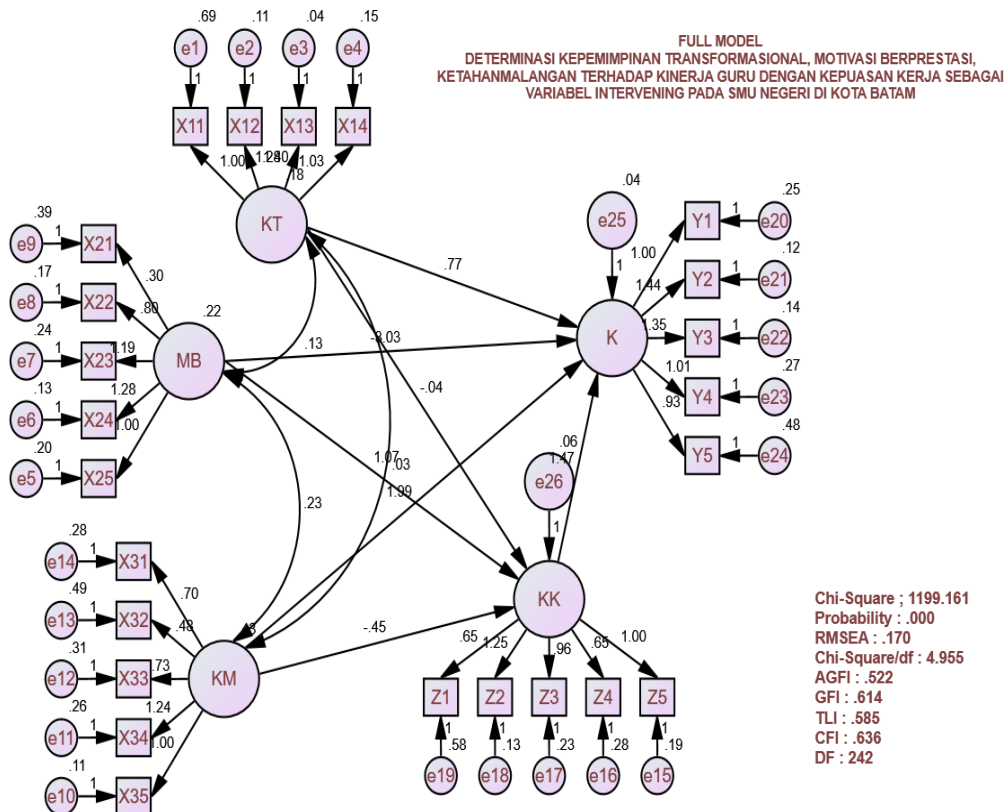 FULL MODEL
DETERMINASI KEPEMIMPINAN TRANSFORMASIONAL, MOTIVASI BERPRESTASI,
KETAHANMALANGAN TERHADAP KINERJA GURU DENGAN KEPUASAN KERJA SEBAGAI
VARIABEL INTERVENING PADA SMU NEGERI DI KOTA BATAM
.69 .11 .04 .15
e1 e2 e3 e4
1 1 1 1
X11 X12 X13 X14
1.00 1.03
.18
KT
.39
e9 1 X21
.30
.17
e8 1 X22
.80
.24
e7 1 X23 1.19
.13
e6 1 X24 1.28
.20
e5 1 X25 1.00
.22
MB
.77
.13
-.04
.04
e25
1
K
1.00 Y1 1 e20 .25
1.44 Y2 1 e21 .12
1.35 Y3 1 e22 .14
1.01 Y4 1 e23 .27
.93 Y5 1 e24 .48
1.07 .03
1.99
.23
.06
1.47
e26
1
.28
e14 1 X31
.70
.49
e13 1 X32
.48
.31
e12 1 X33 .73
.26
e11 1 X34 1.24
.11
e10 1 X35 1.00
KM
-.45
KK
.65 1.25 .96 .65 1.00
Z1 Z2 Z3 Z4 Z5
1 1 1 1 1
.58 .13 .23 .28 .19
e19 e18 e17 e16 e15
Chi-Square ; 1199.161
Probability : .000
RMSEA : .170
Chi-Square/df : 4.955
AGFI : .522
GFI : .614
TLI : .585
CFI : .636
DF : 242